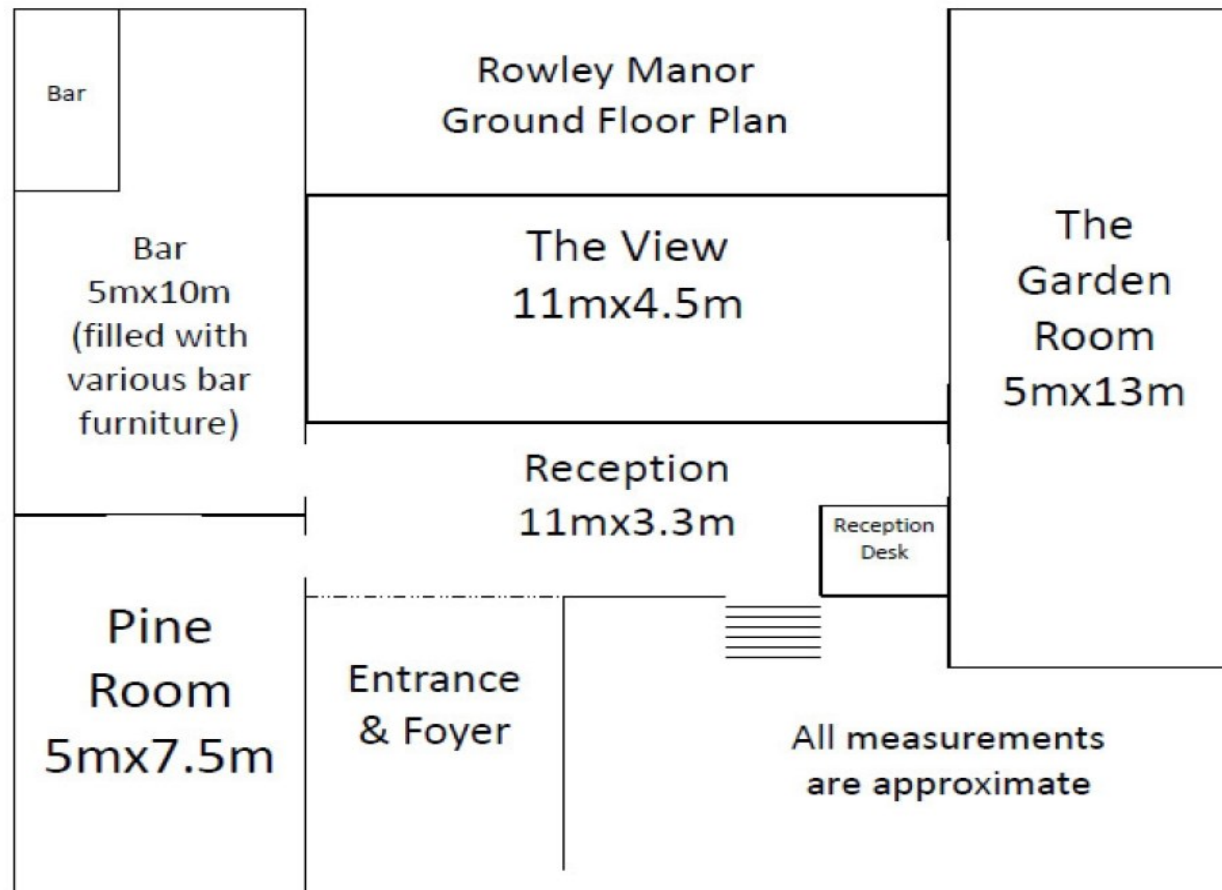 Rowley Manor
Ground Floor Plan
Bar
Bar
5mx10m
(filled with
various bar
furniture)
The View
11mx4.5m
The
Garden
Room
5mx13m
Reception
11mx3.3m
Reception
Desk
Pine
Room
5mx7.5m
Entrance
& Foyer
All measurements
are approximate